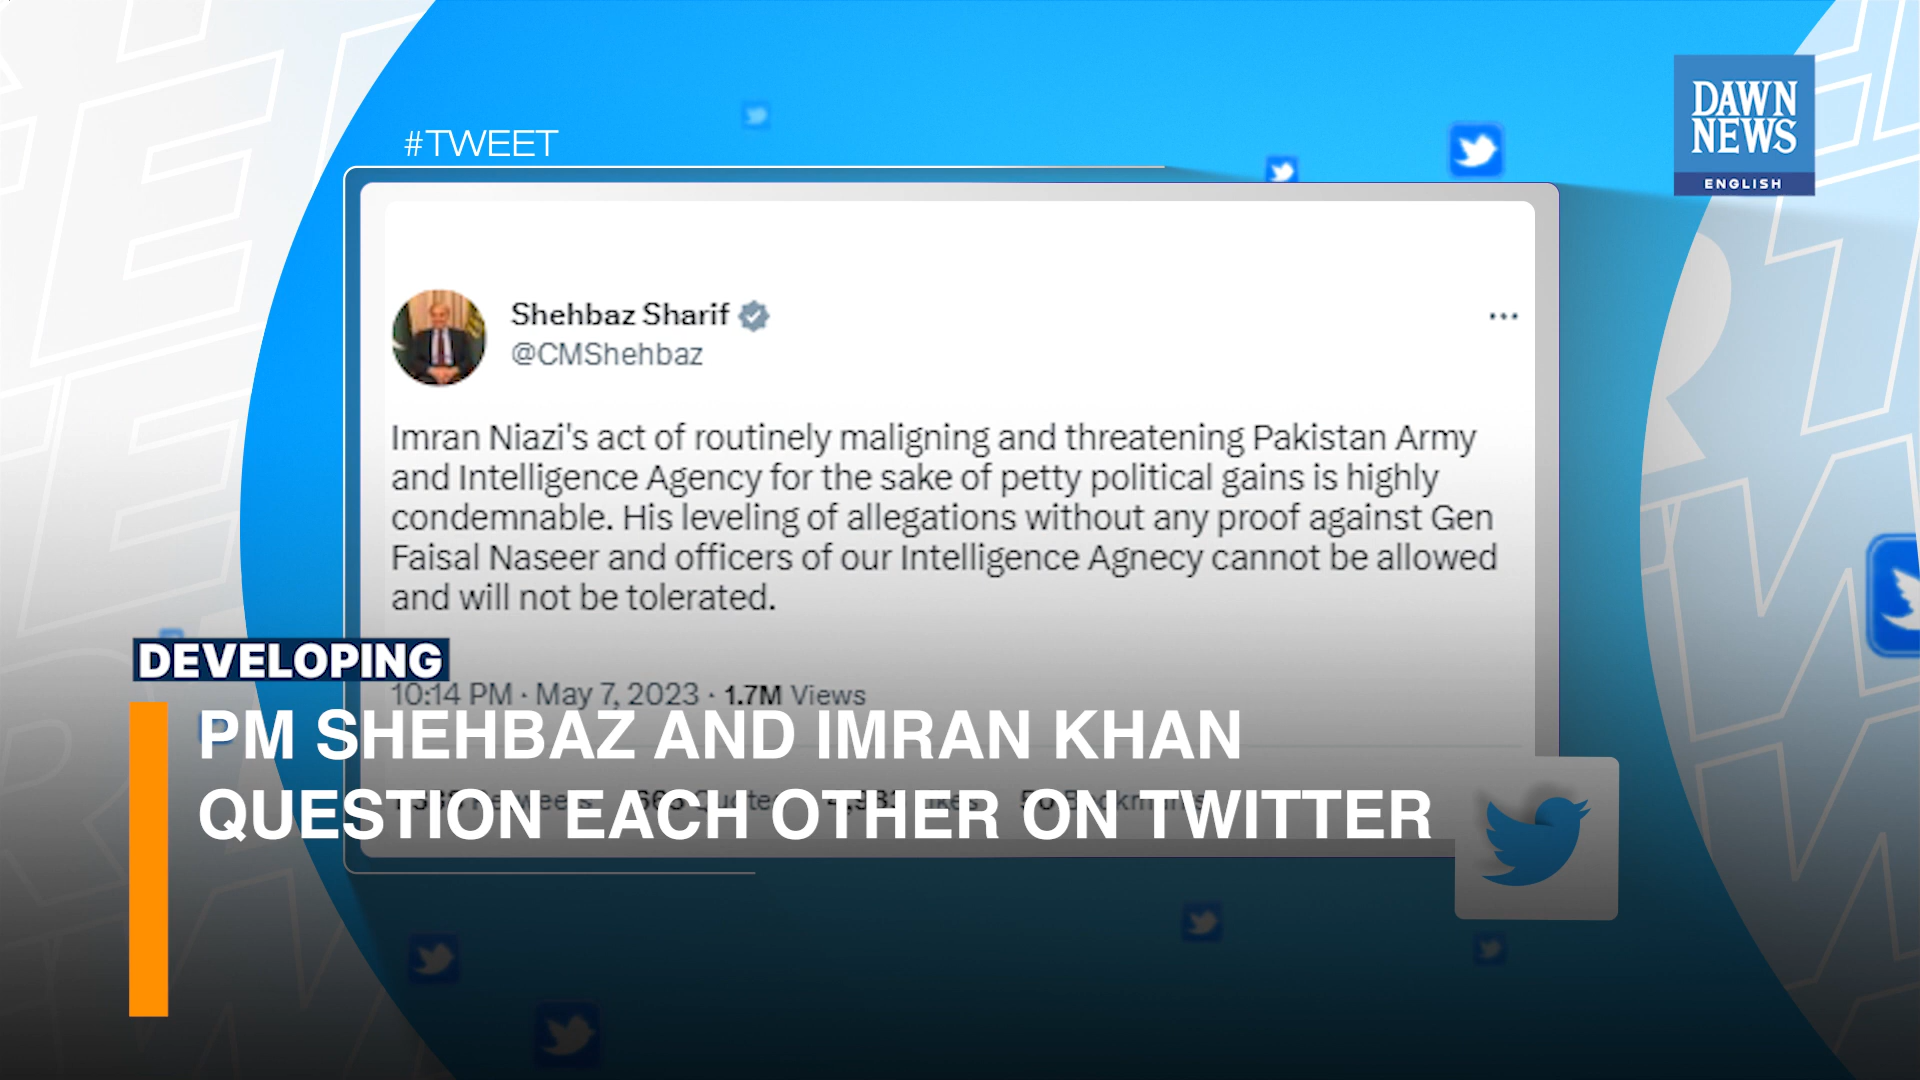 #TWEET
DAWN
NEWS
ENGLISH
Shehbaz Sharif
@CMShehbaz
Imran Niazi's act of routinely maligning and threatening Pakistan Army
and Intelligence Agency for the sake of petty political gains is highly
condemnable. His leveling of allegations without any proof against Gen
Faisal Naseer and officers of our Intelligence Agnecy cannot be allowed
and will not be tolerated.
DEVELOPING
10:14 PM · May 7, 2023 · 1.7M Views
PM SHEHBAZ AND IMRAN KHAN
QUESTION EACH OTHER ON TWITTER